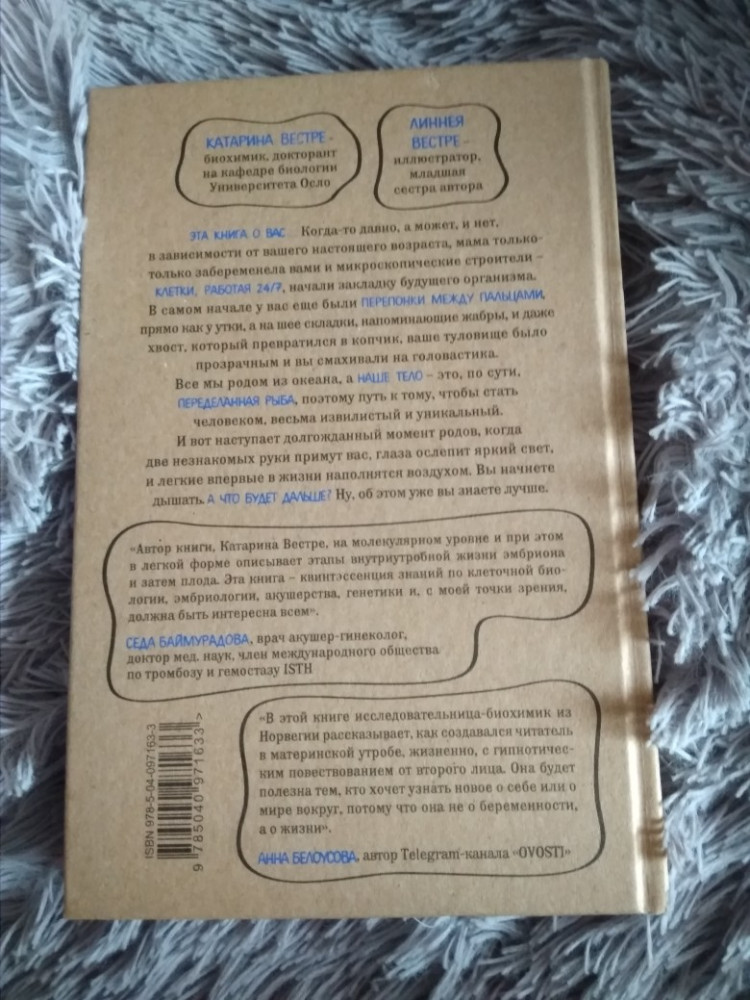 КАТАРИНА ВЕСТРЕ –
биохимик, докторант
на кафедре биологии
Университета Осло
ЛИННЕЯ
ВЕСТРЕ –
иллюстратор,
младшая
сестра автора
ЭТА КНИГА О ВАС... Когда-то давно, а может, и нет,
в зависимости от вашего настоящего возраста, мама только-
только забеременела вами и микроскопические строители –
КЛЕТКИ, РАБОТАЯ 24/7, начали закладку будущего организма.
В самом начале у вас еще были ПЕРЕПОНКИ МЕЖДУ ПАЛЬЦАМИ,
прямо как у утки, а на шее складки, напоминающие жабры, и даже
хвост, который превратился в копчик, ваше туловище было
прозрачным и вы смахивали на головастика.
Все мы родом из океана, а НАШЕ ТЕЛО – это, по сути,
ПЕРЕДЕЛАННАЯ РЫБА, поэтому путь к тому, чтобы стать
человеком, весьма извилистый и уникальный.
И вот наступает долгожданный момент родов, когда
две незнакомых руки примут вас, глаза ослепит яркий свет,
и легкие впервые в жизни наполнятся воздухом. Вы начнете
дышать. А ЧТО БУДЕТ ДАЛЬШЕ? Ну, об этом уже вы знаете лучше.
«Автор книги, Катарина Вестре, на молекулярном уровне и при этом
в легкой форме описывает этапы внутриутробной жизни эмбриона
и затем плода. Эта книга – квинтэссенция знаний по клеточной био-
логии, эмбриологии, акушерства, генетики и, с моей точки зрения,
должна быть интересна всем».
СЕДА БАЙМУРАДОВА, врач акушер-гинеколог,
доктор мед. наук, член международного общества
по тромбозу и гемостазу ISTH
«В этой книге исследовательница-биохимик из
Норвегии рассказывает, как создавался читатель
в материнской утробе, жизненно, с гипнотичес-
ким повествованием от второго лица. Она будет
полезна тем, кто хочет узнать новое о себе или о
мире вокруг, потому что она не о беременности,
а о жизни».
АННА БЕЛОУСОВА, автор Telegram-канала «OVOSTI»
ISBN 978-5-04-097163-3
9 785040 971633 >